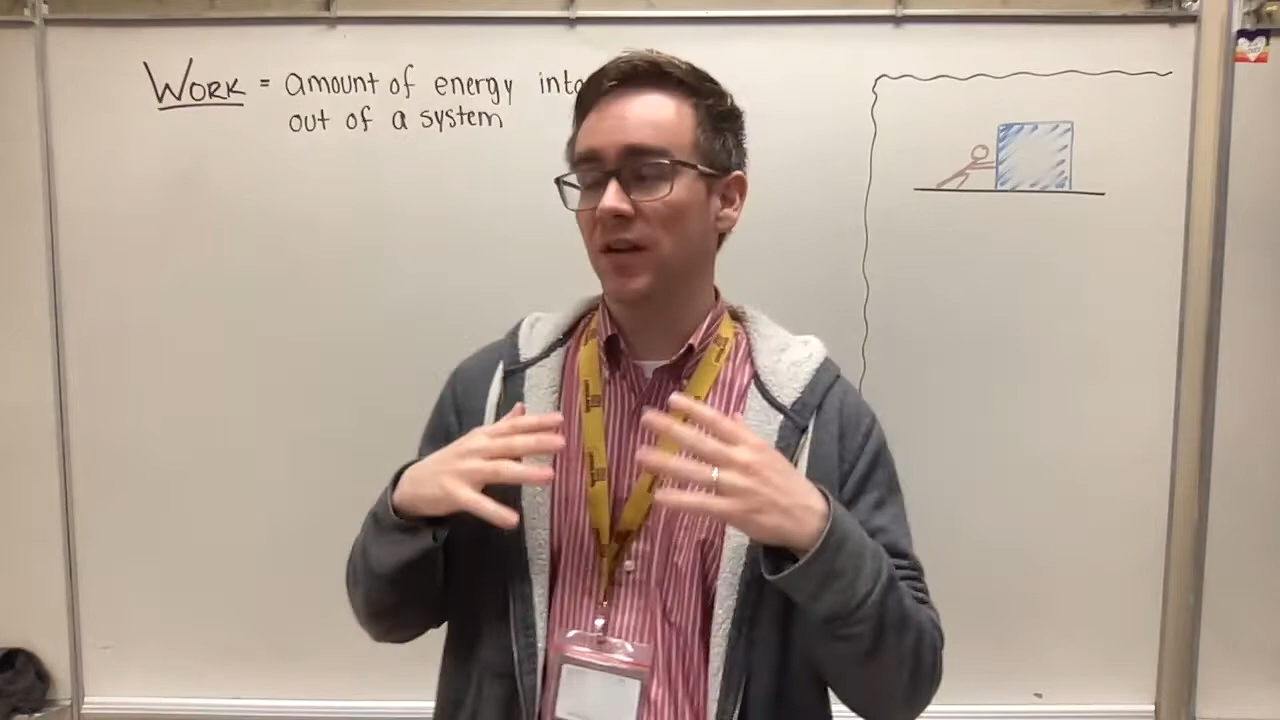 WORK = amount of energy into
out of a system